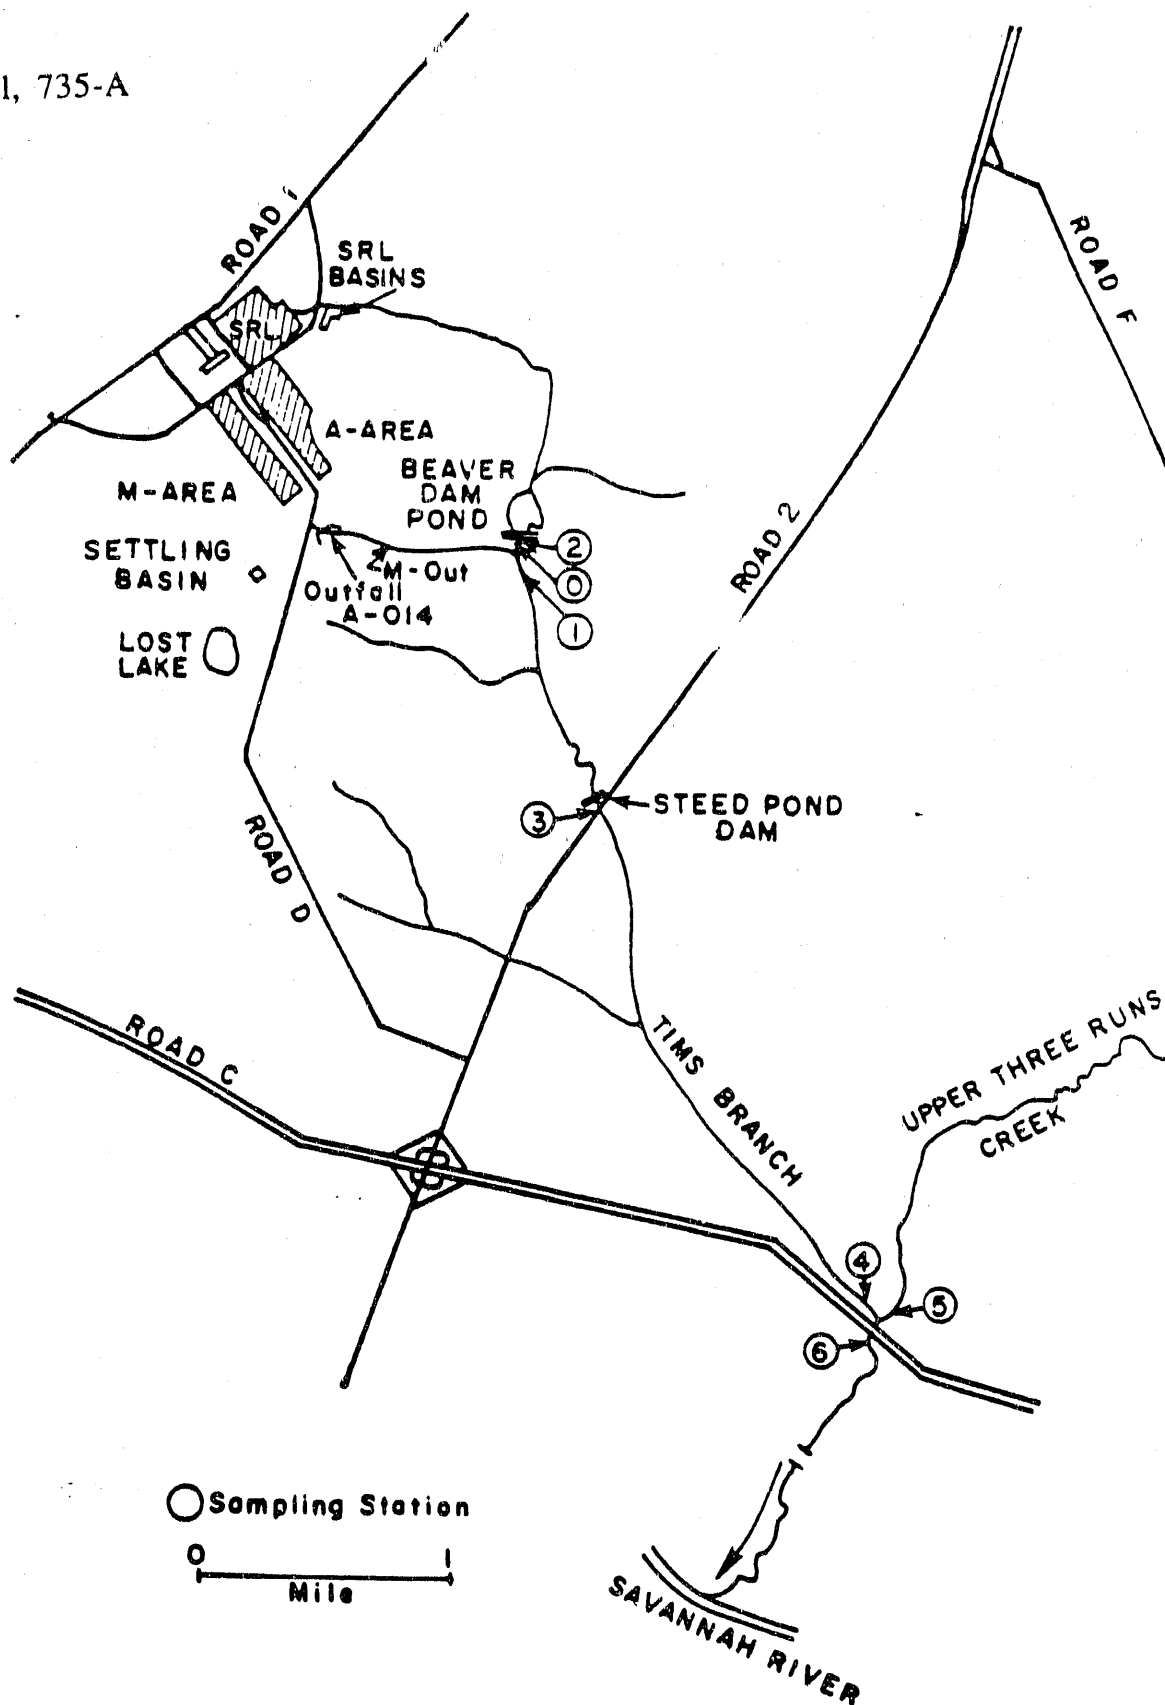 1, 735-A
ROAD 1
SRL
BASINS
SRL
A-AREA
M-AREA
BEAVER
DAM
POND
SETTLING
BASIN
M-Out
Outfall
A-014
2
0
1
LOST
LAKE
ROAD 2
ROAD F
STEED POND
DAM
3
ROAD D
ROAD C
8
TIMS BRANCH
UPPER THREE RUNS
CREEK
4
5
6
Sampling Station
0 1
Mile
SAVANNAH RIVER